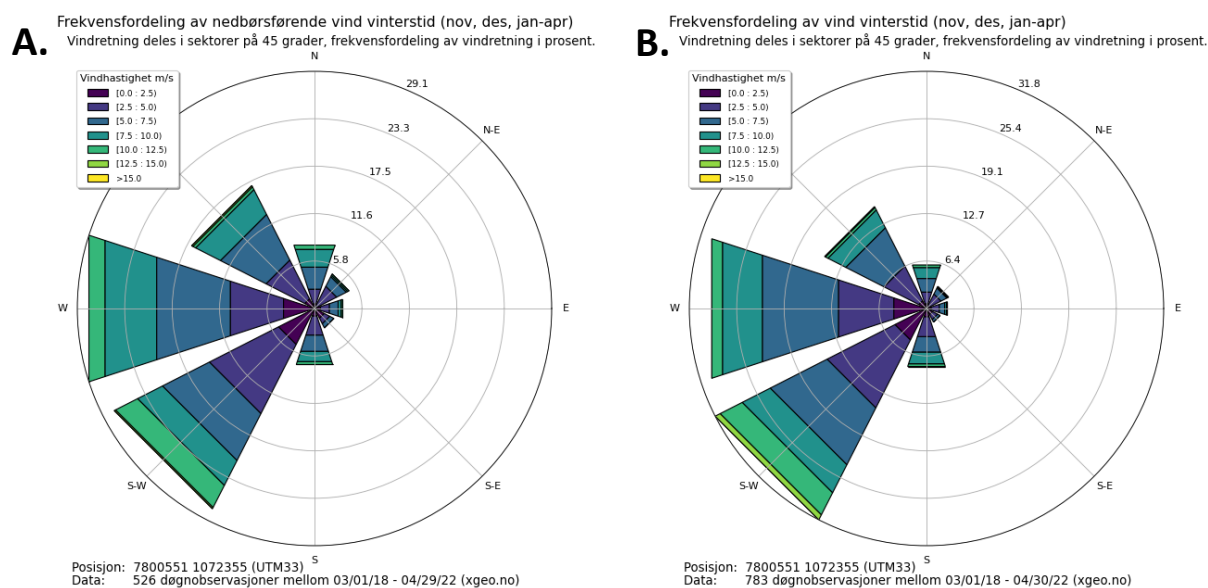 A.
Frekvensfordeling av nedbørsførende vind vinterstid (nov, des, jan-apr)
Vindretning deles i sektorer på 45 grader, frekvensfordeling av vindretning i prosent.
N
29.1
Vindhastighet m/s
[0.0 : 2.5)
[2.5 : 5.0)
[5.0 : 7.5)
[7.5 : 10.0)
[10.0 : 12.5)
[12.5 : 15.0)
>15.0
23.3
N-E
17.5
11.6
5.8
W
E
S-W
S-E
S
Posisjon: 7800551 1072355 (UTM33)
Data: 526 døgnobservasjoner mellom 03/01/18 - 04/29/22 (xgeo.no)
B.
Frekvensfordeling av vind vinterstid (nov, des, jan-apr)
Vindretning deles i sektorer på 45 grader, frekvensfordeling av vindretning i prosent.
N
31.8
Vindhastighet m/s
[0.0 : 2.5)
[2.5 : 5.0)
[5.0 : 7.5)
[7.5 : 10.0)
[10.0 : 12.5)
[12.5 : 15.0)
>15.0
25.4
N-E
19.1
12.7
6.4
W
E
S-W
S-E
S
Posisjon: 7800551 1072355 (UTM33)
Data: 783 døgnobservasjoner mellom 03/01/18 - 04/30/22 (xgeo.no)